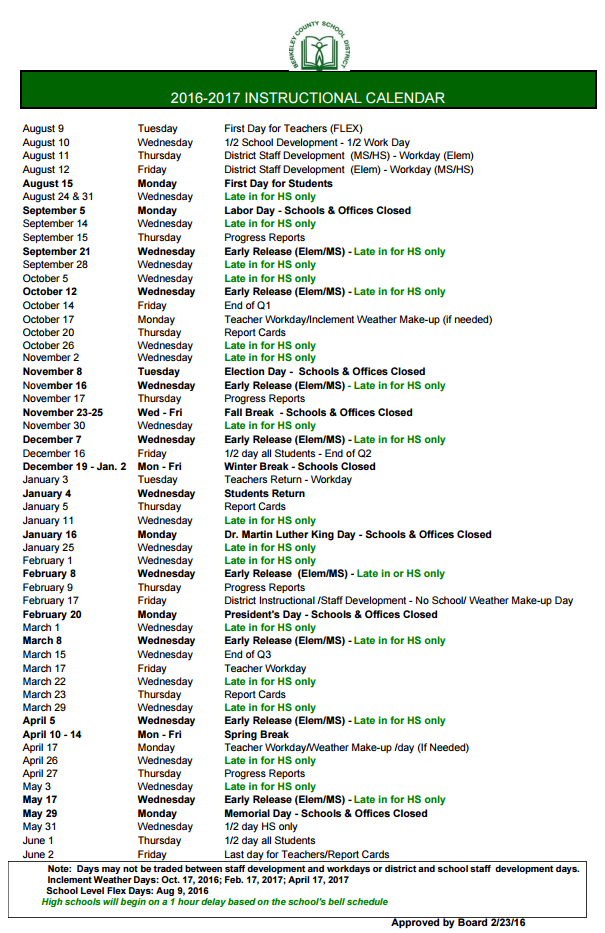 BERKELEY COUNTY SCHOOL DISTRICT
2016-2017 INSTRUCTIONAL CALENDAR
August 9 Tuesday First Day for Teachers (FLEX)
August 10 Wednesday 1/2 School Development - 1/2 Work Day
August 11 Thursday District Staff Development (MS/HS) - Workday (Elem)
August 12 Friday District Staff Development (Elem) - Workday (MS/HS)
August 15 Monday First Day for Students
August 24 & 31 Wednesday Late in for HS only
September 5 Monday Labor Day - Schools & Offices Closed
September 14 Wednesday Late in for HS only
September 15 Thursday Progress Reports
September 21 Wednesday Early Release (Elem/MS) - Late in for HS only
September 28 Wednesday Late in for HS only
October 5 Wednesday Late in for HS only
October 12 Wednesday Early Release (Elem/MS) - Late in for HS only
October 14 Friday End of Q1
October 17 Monday Teacher Workday/Inclement Weather Make-up (if needed)
October 20 Thursday Report Cards
October 26 Wednesday Late in for HS only
November 2 Wednesday Late in for HS only
November 8 Tuesday Election Day - Schools & Offices Closed
November 16 Wednesday Early Release (Elem/MS) - Late in for HS only
November 17 Thursday Progress Reports
November 23-25 Wed - Fri Fall Break - Schools & Offices Closed
November 30 Wednesday Late in for HS only
December 7 Wednesday Early Release (Elem/MS) - Late in for HS only
December 16 Friday 1/2 day all Students - End of Q2
December 19 - Jan. 2 Mon - Fri Winter Break - Schools Closed
January 3 Tuesday Teachers Return - Workday
January 4 Wednesday Students Return
January 5 Thursday Report Cards
January 11 Wednesday Late in for HS only
January 16 Monday Dr. Martin Luther King Day - Schools & Offices Closed
January 25 Wednesday Late in for HS only
February 1 Wednesday Late in for HS only
February 8 Wednesday Early Release (Elem/MS) - Late in or HS only
February 9 Thursday Progress Reports
February 17 Friday District Instructional /Staff Development - No School/ Weather Make-up Day
February 20 Monday President's Day - Schools & Offices Closed
March 1 Wednesday Late in for HS only
March 8 Wednesday Early Release (Elem/MS) - Late in for HS only
March 15 Wednesday End of Q3
March 17 Friday Teacher Workday
March 22 Wednesday Late in for HS only
March 23 Thursday Report Cards
March 29 Wednesday Late in for HS only
April 5 Wednesday Early Release (Elem/MS) - Late in for HS only
April 10 - 14 Mon - Fri Spring Break
April 17 Monday Teacher Workday/Weather Make-up /day (If Needed)
April 26 Wednesday Late in for HS only
April 27 Thursday Progress Reports
May 3 Wednesday Late in for HS only
May 17 Wednesday Early Release (Elem/MS) - Late in for HS only
May 29 Monday Memorial Day - Schools & Offices Closed
May 31 Wednesday 1/2 day HS only
June 1 Thursday 1/2 day all Students
June 2 Friday Last day for Teachers/Report Cards
Note: Days may not be traded between staff development and workdays or district and school staff development days.
Inclement Weather Days: Oct. 17, 2016; Feb. 17, 2017; April 17, 2017
School Level Flex Days: Aug 9, 2016
High schools will begin on a 1 hour delay based on the school's bell schedule
Approved by Board 2/23/16